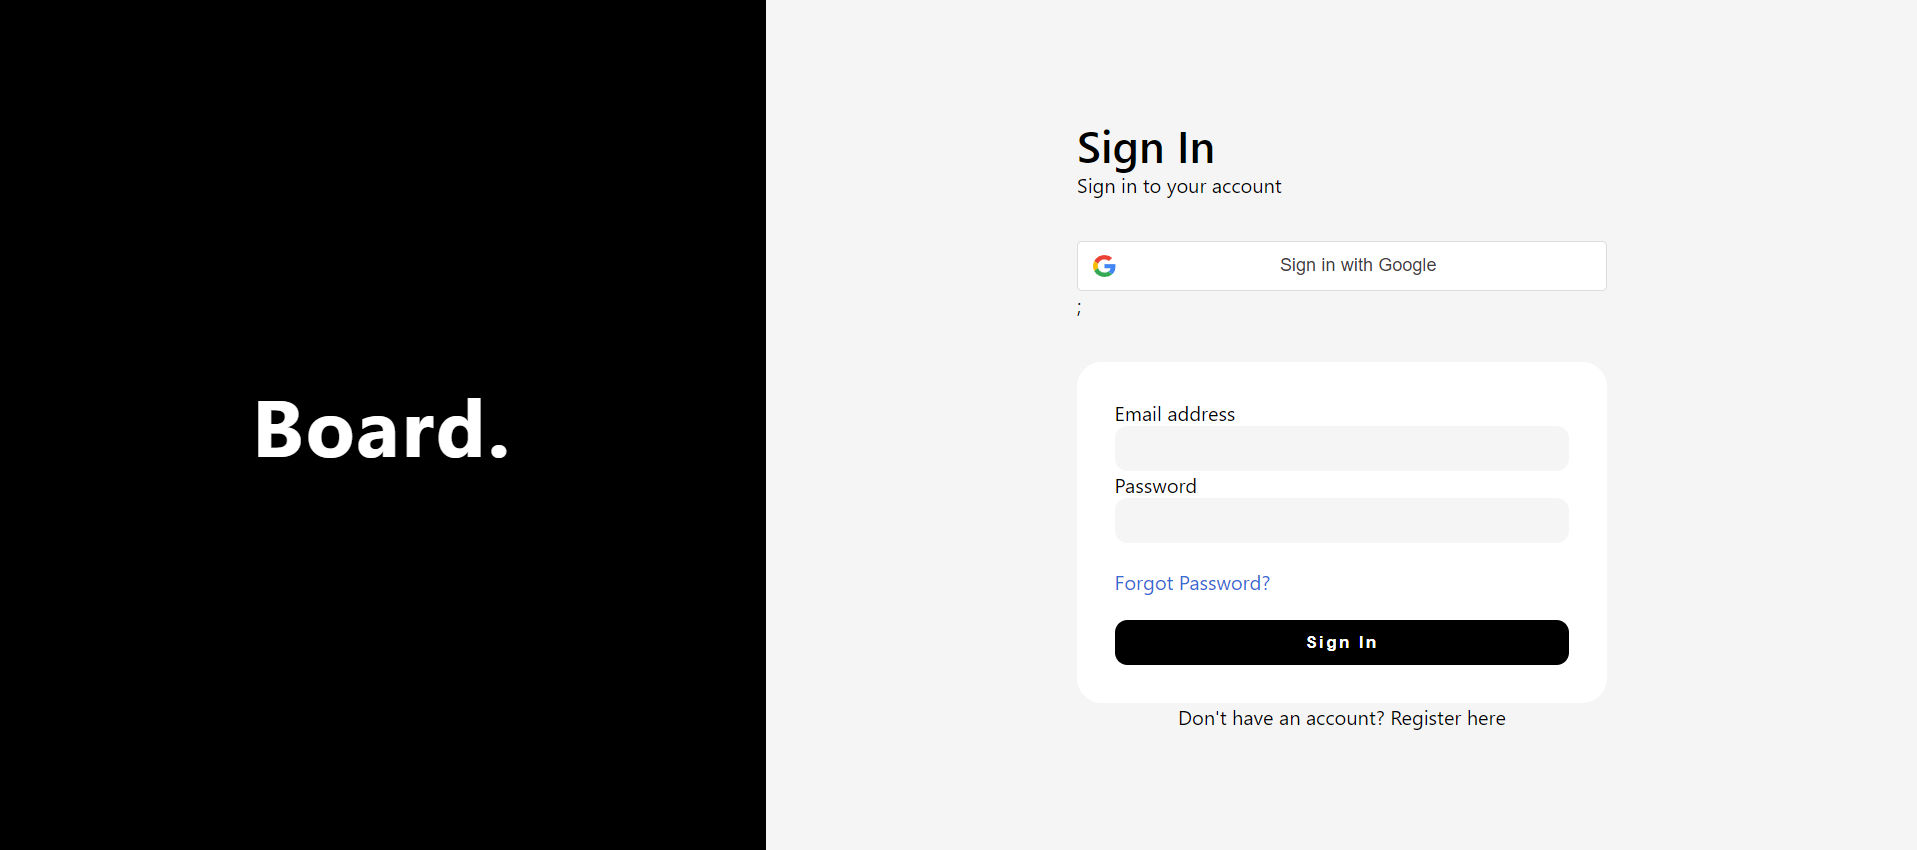 Board.
Sign In
Sign in to your account
Sign in with Google
;
Email address
Password
Forgot Password?
Sign In
Don't have an account? Register here